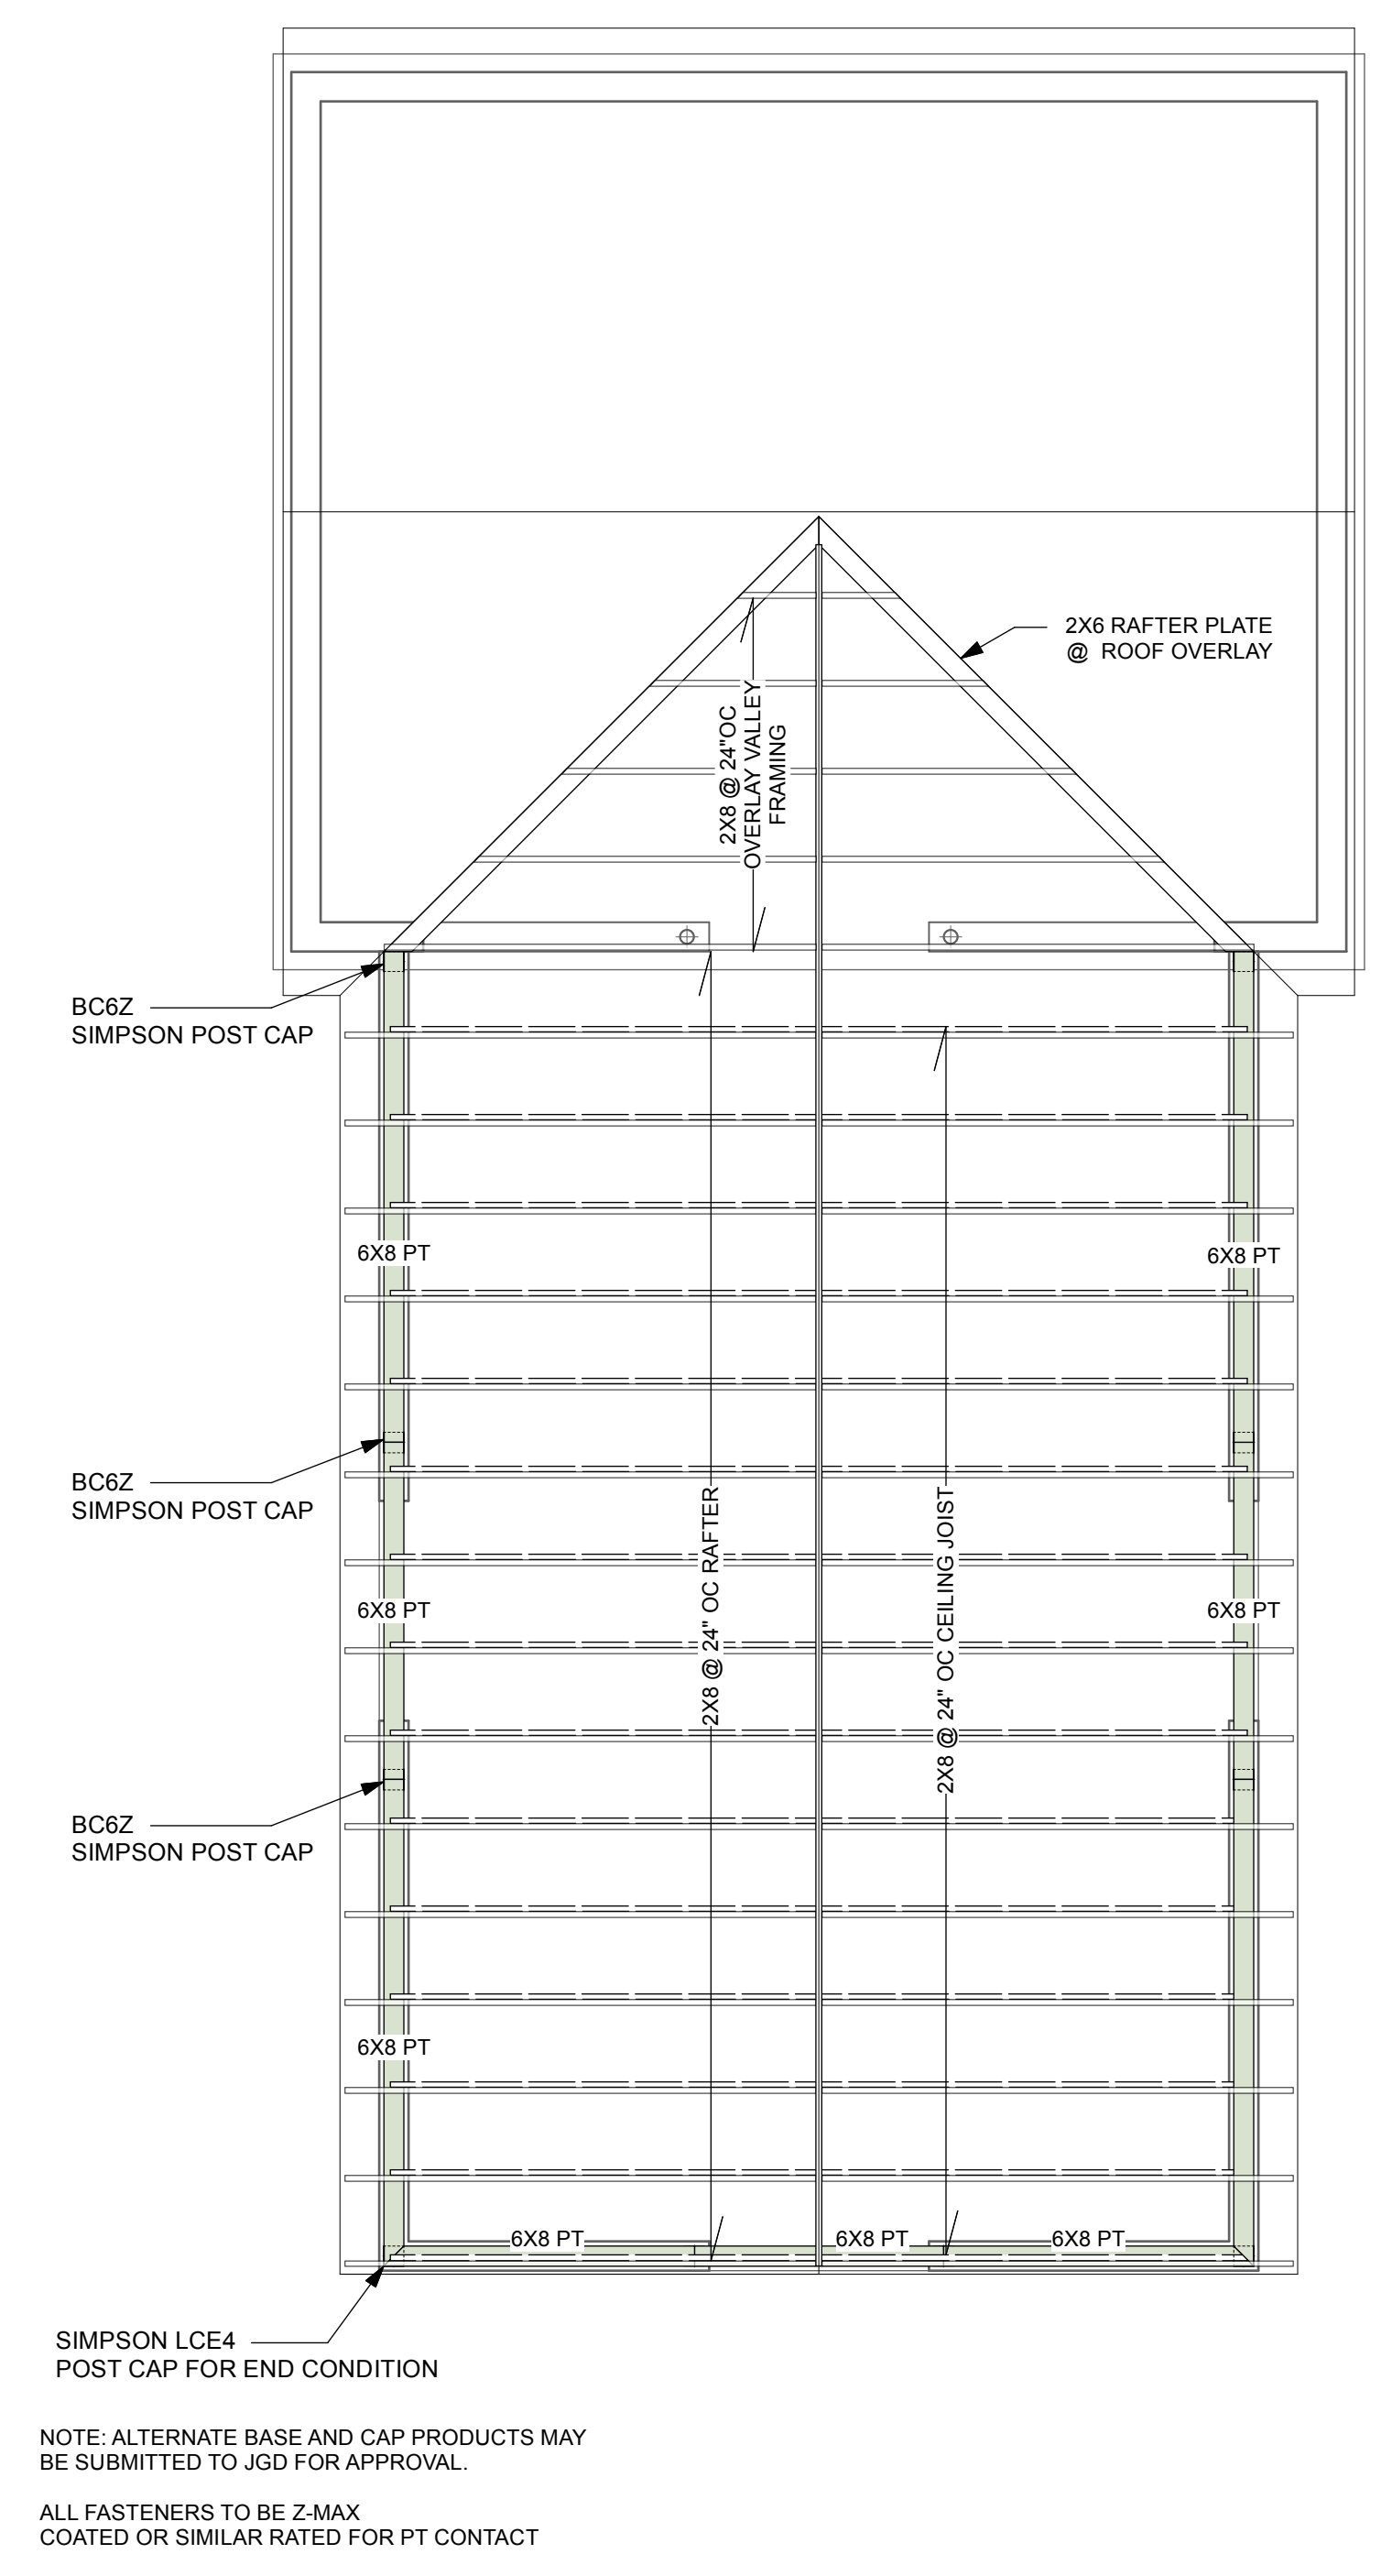 2X6 RAFTER PLATE
@ ROOF OVERLAY
2X8 @ 24"OC
OVERLAY VALLEY
FRAMING
BC6Z
SIMPSON POST CAP
6X8 PT
6X8 PT
BC6Z
SIMPSON POST CAP
2X8 @ 24" OC RAFTER
2X8 @ 24" OC CEILING JOIST
6X8 PT
6X8 PT
BC6Z
SIMPSON POST CAP
6X8 PT
6X8 PT
6X8 PT
6X8 PT
SIMPSON LCE4
POST CAP FOR END CONDITION
NOTE: ALTERNATE BASE AND CAP PRODUCTS MAY
BE SUBMITTED TO JGD FOR APPROVAL.
ALL FASTENERS TO BE Z-MAX
COATED OR SIMILAR RATED FOR PT CONTACT